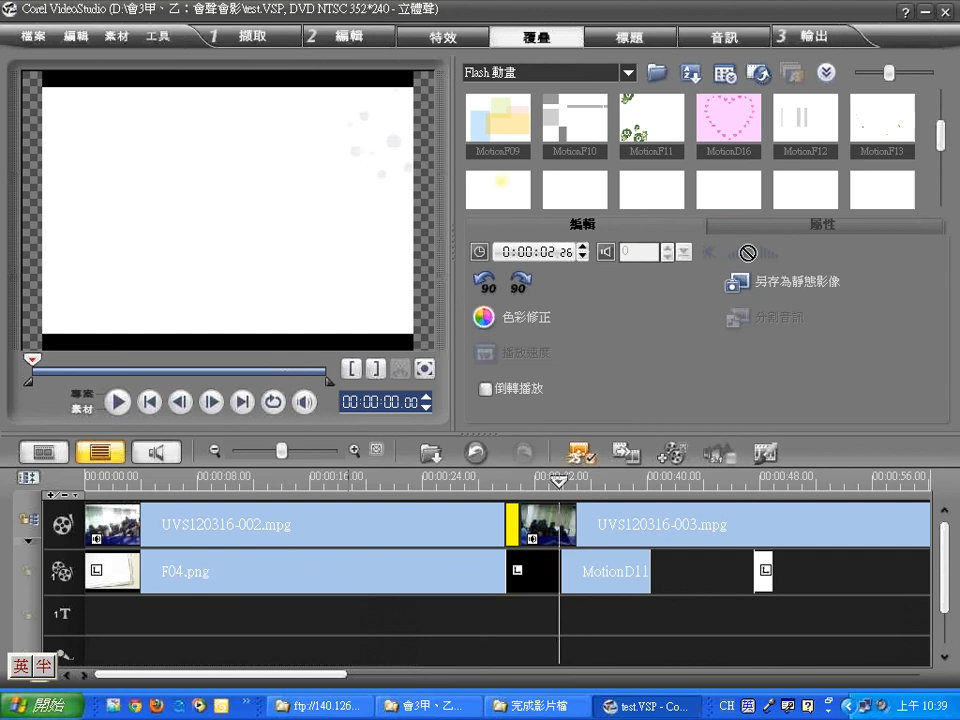 Corel VideoStudio (D:\會3甲、乙：會聲會影\test.VSP, DVD NTSC 352*240 - 立體聲)
檔案 編輯 素材 工具 1 擷取 2 編輯 特效 覆疊 標題 音訊 3 輸出
Flash 動畫
MotionF09 MotionF10 MotionF11 MotionD16 MotionF12 MotionF13
編輯 屬性
0:00:02.26 0
90 90 另存為靜態影像
色彩修正 分割音訊
播放速度
倒轉播放
專案
素材
00:00:00.00
00:00:00.00 00:00:08.00 00:00:16.00 00:00:24.00 00:00:32.00 00:00:40.00 00:00:48.00 00:00:56.00
UVS120316-002.mpg UVS120316-003.mpg
F04.png MotionD11
1T
英 半
開始 ftp://140.126... 會3甲、乙... 完成影片檔 test.VSP - Co... CH 英 上午 10:39